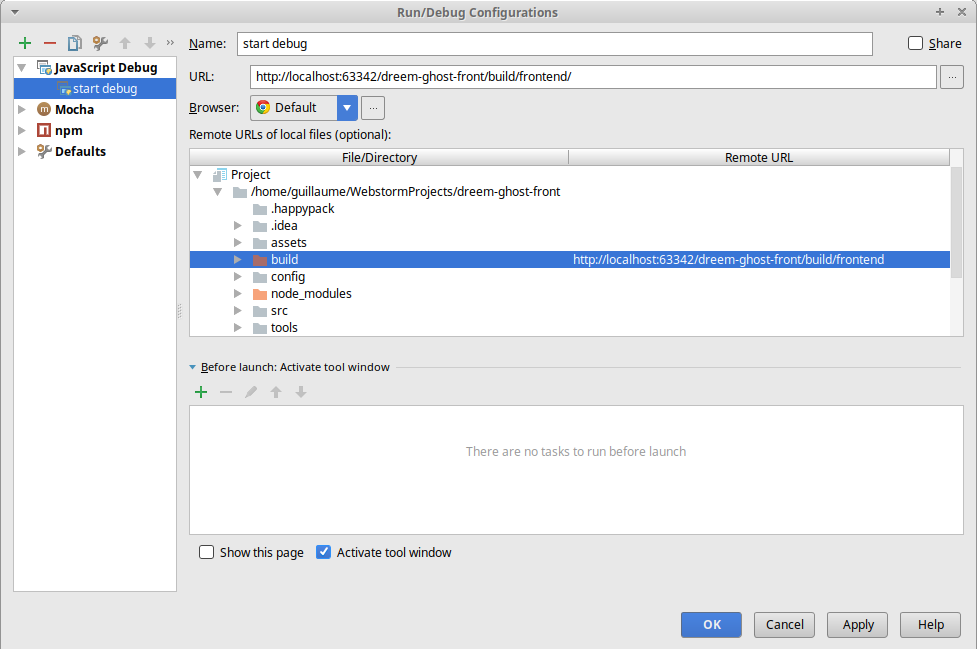 Run/Debug Configurations
Name: start debug Share
JavaScript Debug
start debug
Mocha
npm
Defaults
URL: http://localhost:63342/dreem-ghost-front/build/frontend/
Browser: Default
Remote URLs of local files (optional):
File/Directory Remote URL
Project
/home/guillaume/WebstormProjects/dreem-ghost-front
.happypack
.idea
assets
build http://localhost:63342/dreem-ghost-front/build/frontend
config
node_modules
src
tools
Before launch: Activate tool window
There are no tasks to run before launch
Show this page Activate tool window
OK Cancel Apply Help